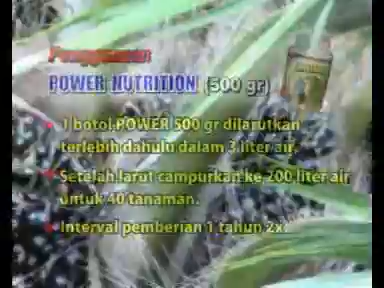 Penggunaan
POWER NUTRITION (500 gr)
• 1 botol POWER 500 gr dilarutkan
terlebih dahulu dalam 3 liter air.
• Setelah larut campurkan ke 200 liter air
untuk 40 tanaman.
• Interval pemberian 1 tahun 2x.